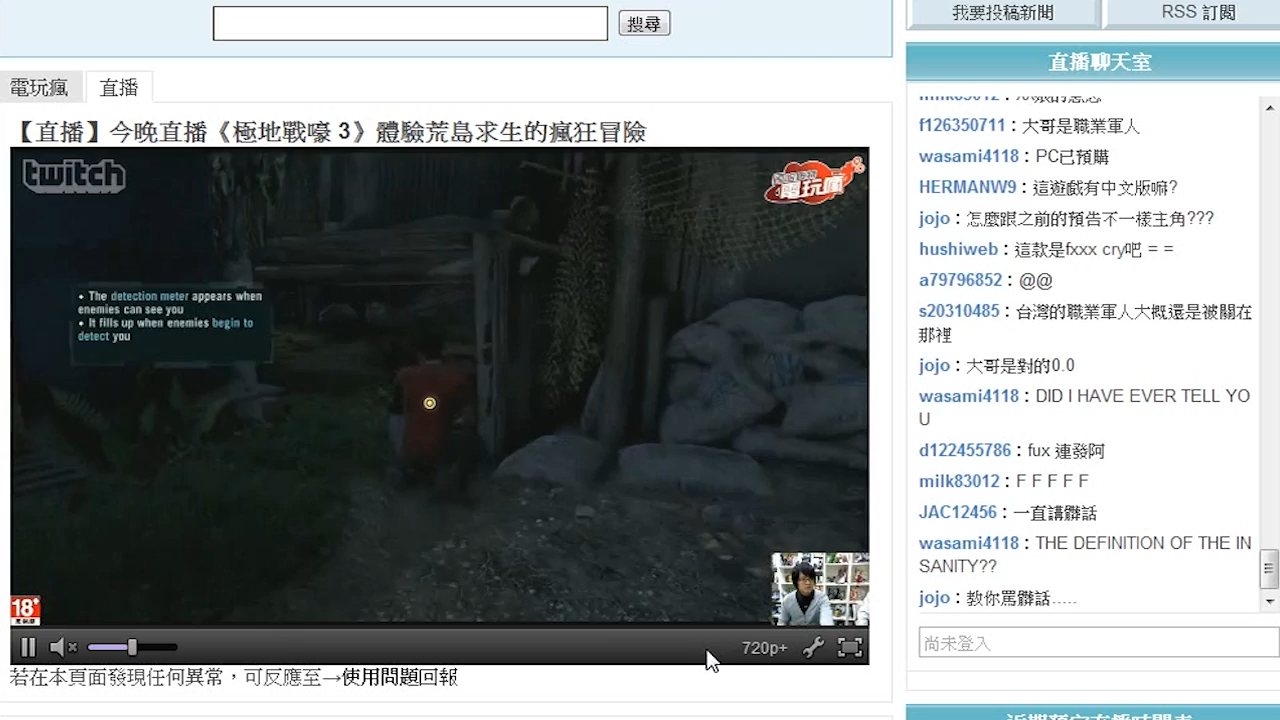 搜尋
我要投稿新聞
RSS 訂閱
電玩瘋
直播
【直播】今晚直播《極地戰嚎 3》體驗荒島求生的瘋狂冒險
twitch
電玩瘋
• The detection meter appears when
enemies can see you
• It fills up when enemies begin to
detect you
18+
720p+
若在本頁面發現任何異常，可反應至→使用問題回報
直播聊天室
f126350711：大哥是職業軍人
wasami4118：PC已預購
HERMANW9：這遊戲有中文版嘛?
jojo：怎麼跟之前的預告不一樣主角???
hushiweb：這款是fxxx cry吧 = =
a79796852：@@
s20310485：台灣的職業軍人大概還是被關在
那裡
jojo：大哥是對的0.0
wasami4118：DID I HAVE EVER TELL YO
U
d122455786：fux 連發阿
milk83012：F F F F F
JAC12456：一直講髒話
wasami4118：THE DEFINITION OF THE IN
SANITY??
jojo：教你罵髒話.....
尚未登入